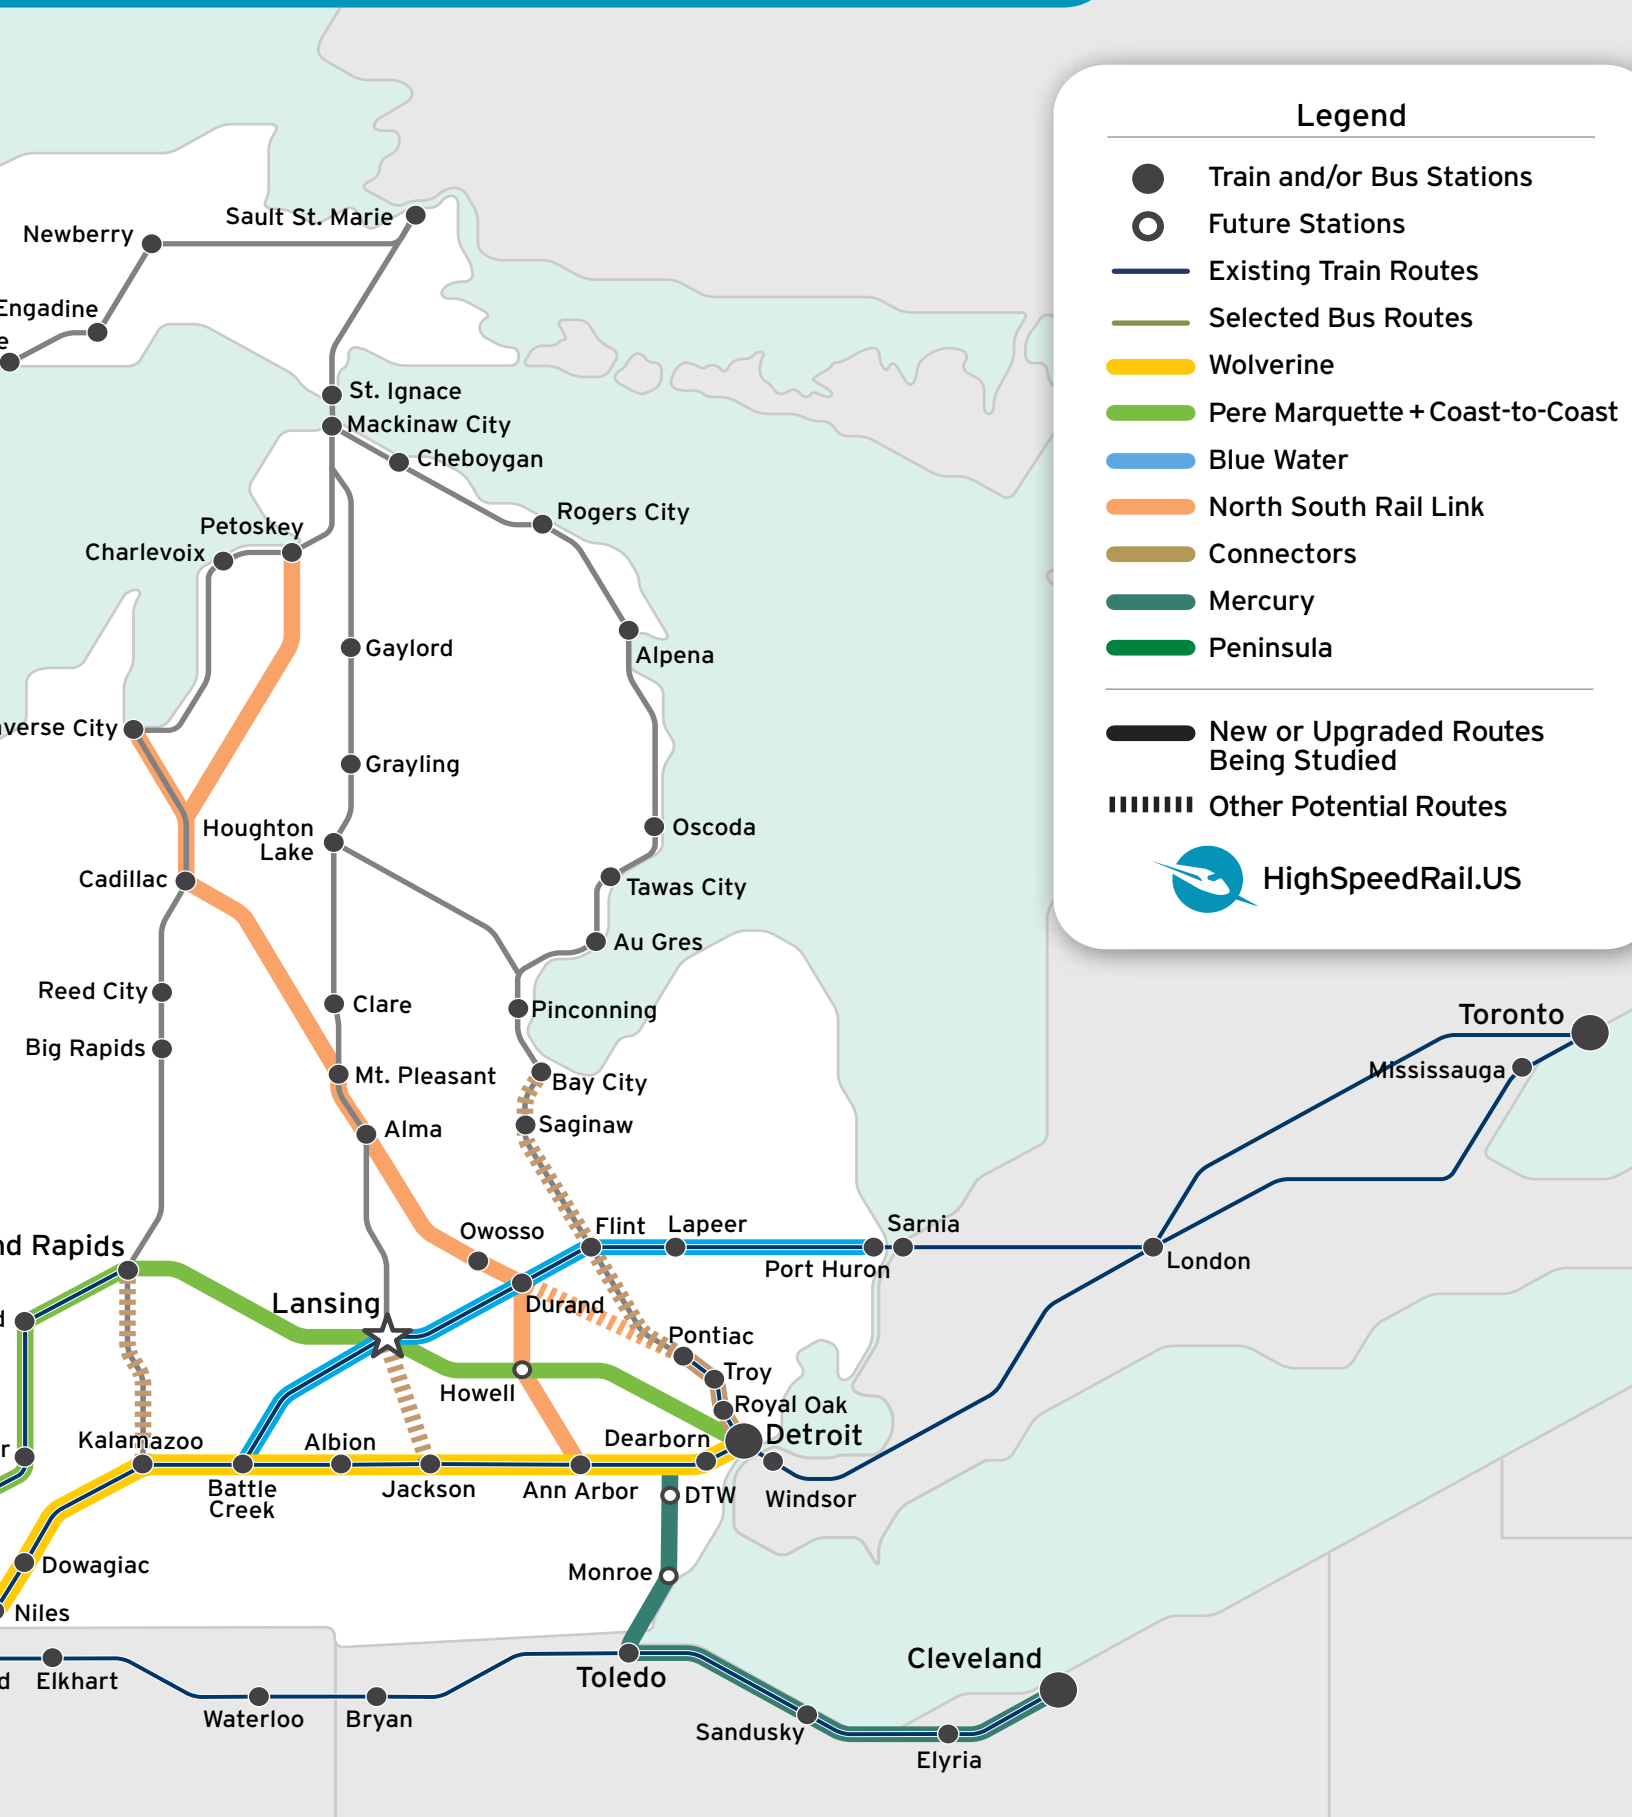 Legend
Train and/or Bus Stations
Future Stations
Existing Train Routes
Selected Bus Routes
Wolverine
Pere Marquette + Coast-to-Coast
Blue Water
North South Rail Link
Connectors
Mercury
Peninsula
New or Upgraded Routes
Being Studied
Other Potential Routes
HighSpeedRail.US
Sault St. Marie
Newberry
Engadine
e
St. Ignace
Mackinaw City
Cheboygan
Rogers City
Petoskey
Charlevoix
Gaylord
Alpena
verse City
Grayling
Houghton
Lake
Oscoda
Cadillac
Tawas City
Au Gres
Reed City
Clare
Pinconning
Toronto
Big Rapids
Mississauga
Mt. Pleasant
Bay City
Alma
Saginaw
Owosso
Flint
Lapeer
Sarnia
nd Rapids
Port Huron
London
Lansing
Durand
d
Pontiac
Troy
Howell
Royal Oak
Kalamazoo
Albion
Dearborn
Detroit
r
Battle
Creek
Jackson
Ann Arbor
DTW
Windsor
Dowagiac
Monroe
Niles
Cleveland
d
Elkhart
Toledo
Waterloo
Bryan
Sandusky
Elyria